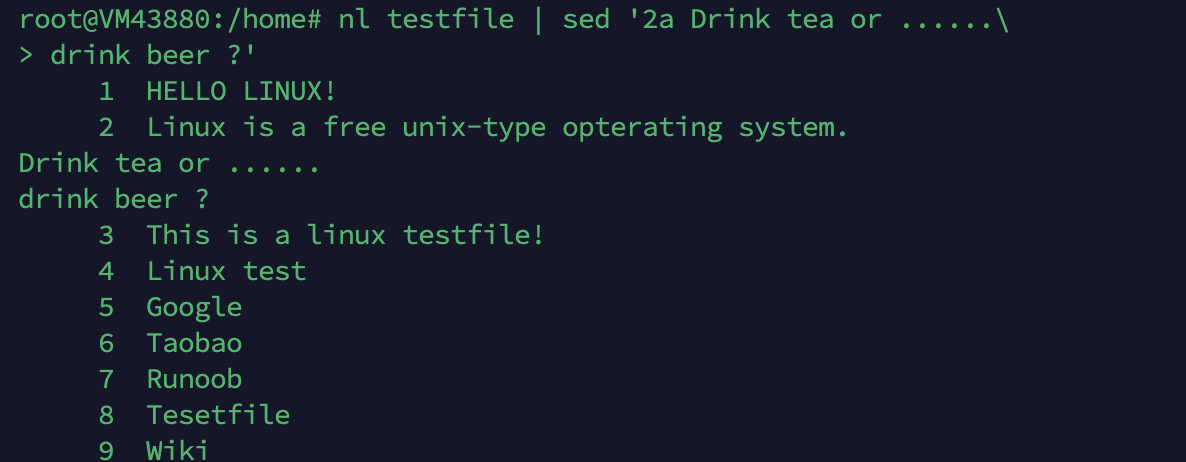 root@VM43880:/home# nl testfile | sed '2a Drink tea or ......\
> drink beer ?'
     1  HELLO LINUX!
     2  Linux is a free unix-type opterating system.
Drink tea or ......
drink beer ?
     3  This is a linux testfile!
     4  Linux test
     5  Google
     6  Taobao
     7  Runoob
     8  Tesetfile
     9  Wiki